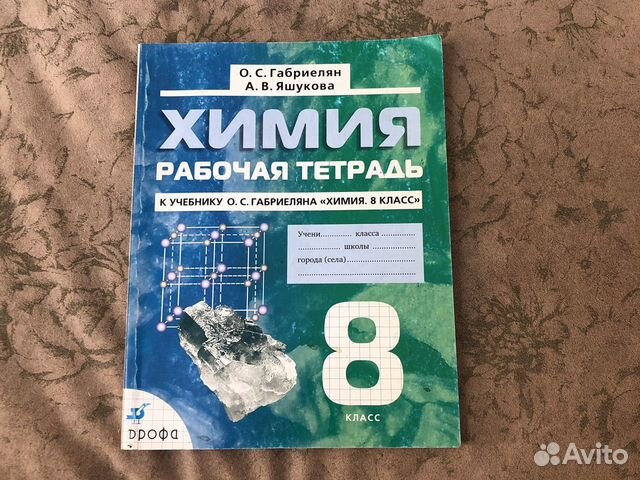 О. С. Габриелян
А. В. Яшукова
ХИМИЯ
РАБОЧАЯ ТЕТРАДЬ
К УЧЕБНИКУ О. С. ГАБРИЕЛЯНА «ХИМИЯ. 8 КЛАСС»
Учени............ класса ..............
................ школы ................
города (села)..........................
........................................
8
КЛАСС
дрофа
Avito